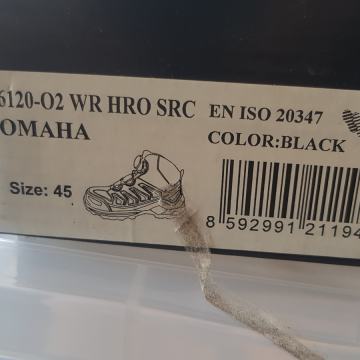 6120-O2 WR HRO SRC EN ISO 20347
OMAHA COLOR:BLACK
Size: 45
8 592991 21194